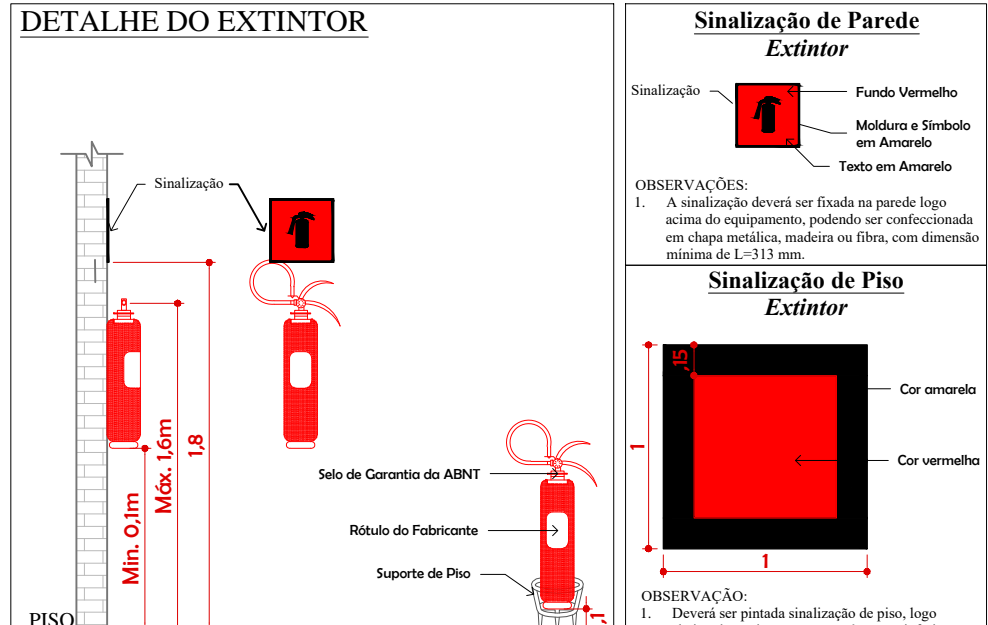 DETALHE DO EXTINTOR
Sinalização
1,8
Máx. 1,6m
Min. 0,1m
PISO
Selo de Garantia da ABNT
Rótulo do Fabricante
Suporte de Piso
Sinalização de Parede
Extintor
Sinalização
Fundo Vermelho
Moldura e Símbolo
em Amarelo
Texto em Amarelo
OBSERVAÇÕES:
1. A sinalização deverá ser fixada na parede logo
acima do equipamento, podendo ser confeccionada
em chapa metálica, madeira ou fibra, com dimensão
mínima de L=313 mm.
Sinalização de Piso
Extintor
,15
1
Cor amarela
Cor vermelha
1
OBSERVAÇÃO:
1. Deverá ser pintada sinalização de piso, logo